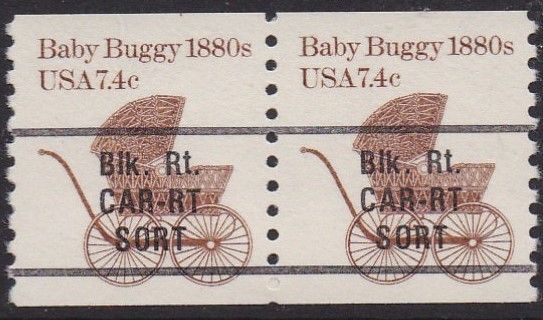 Baby Buggy 1880s
USA7.4c
Blk. Rt.
CAR-RT
SORT
Baby Buggy 1880s
USA7.4c
Blk. Rt.
CAR-RT
SORT